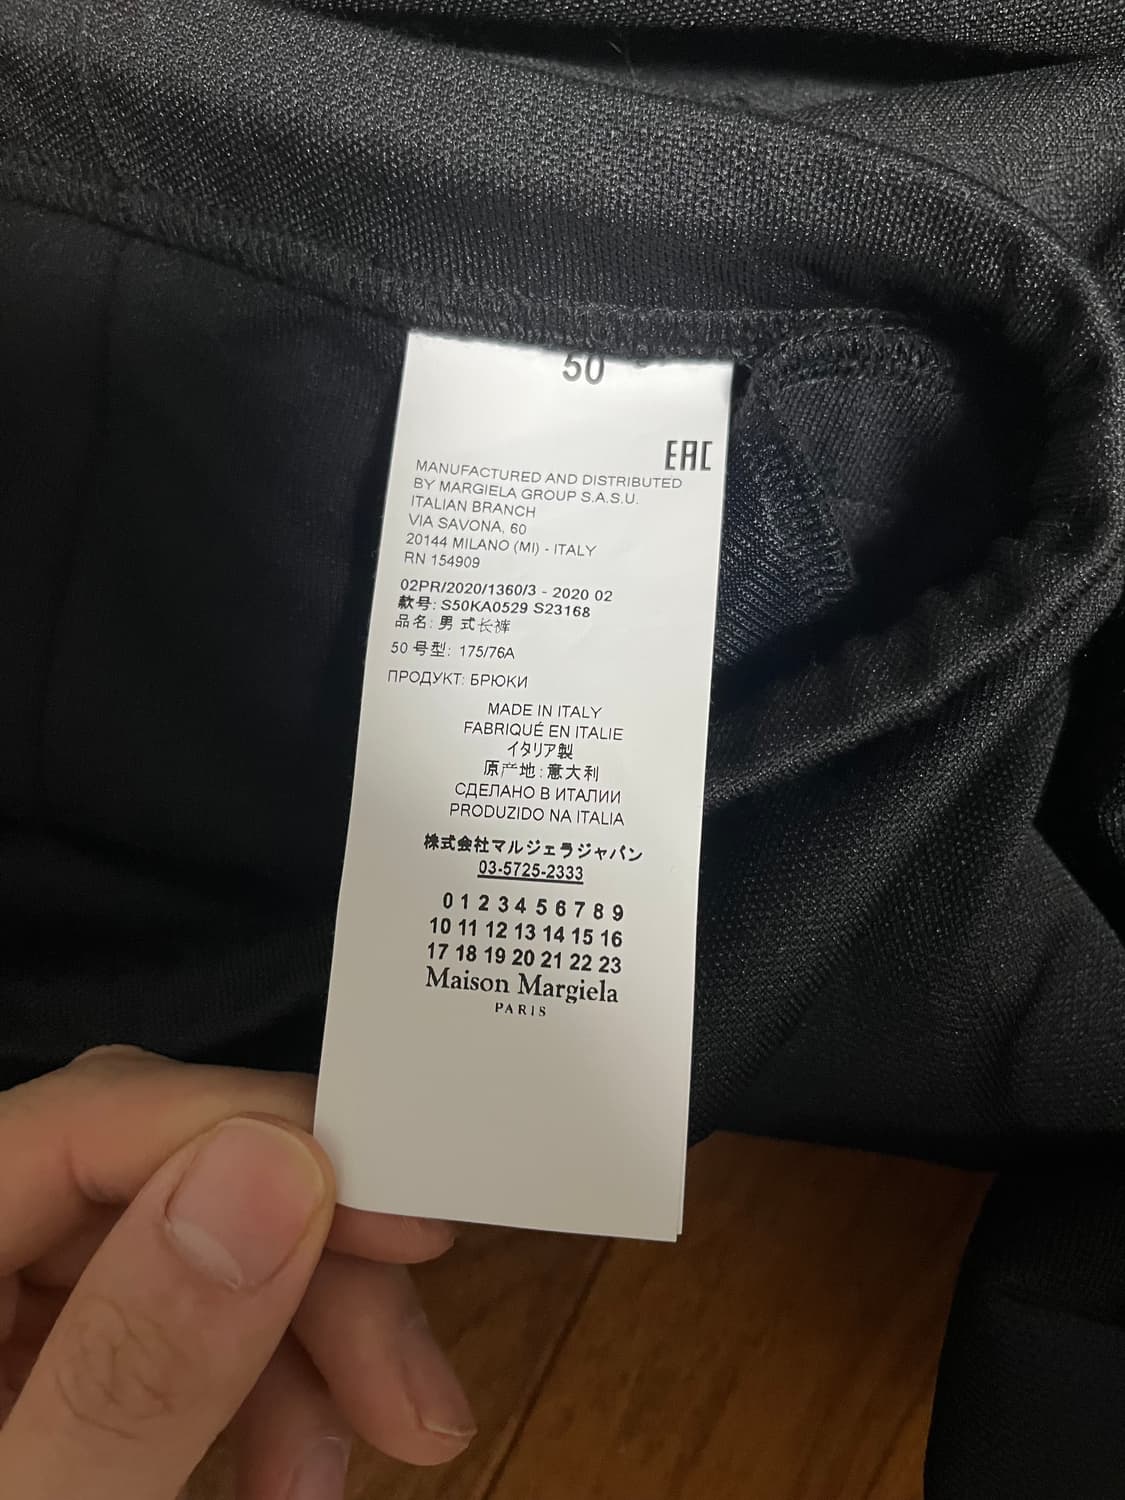 50
EAC
MANUFACTURED AND DISTRIBUTED
BY MARGIELA GROUP S.A.S.U.
ITALIAN BRANCH
VIA SAVONA, 60
20144 MILANO (MI) - ITALY
RN 154909
02PR/2020/1360/3 - 2020 02
款号: S50KA0529 S23168
品名: 男 式长裤
50 号型: 175/76A
ПРОДУКТ: БРЮКИ
MADE IN ITALY
FABRIQUÉ EN ITALIE
イタリア製
原产地: 意大利
СДЕЛАНО В ИТАЛИИ
PRODUZIDO NA ITALIA
株式会社マルジェラジャパン
03-5725-2333
0 1 2 3 4 5 6 7 8 9
10 11 12 13 14 15 16
17 18 19 20 21 22 23
Maison Margiela
PARIS